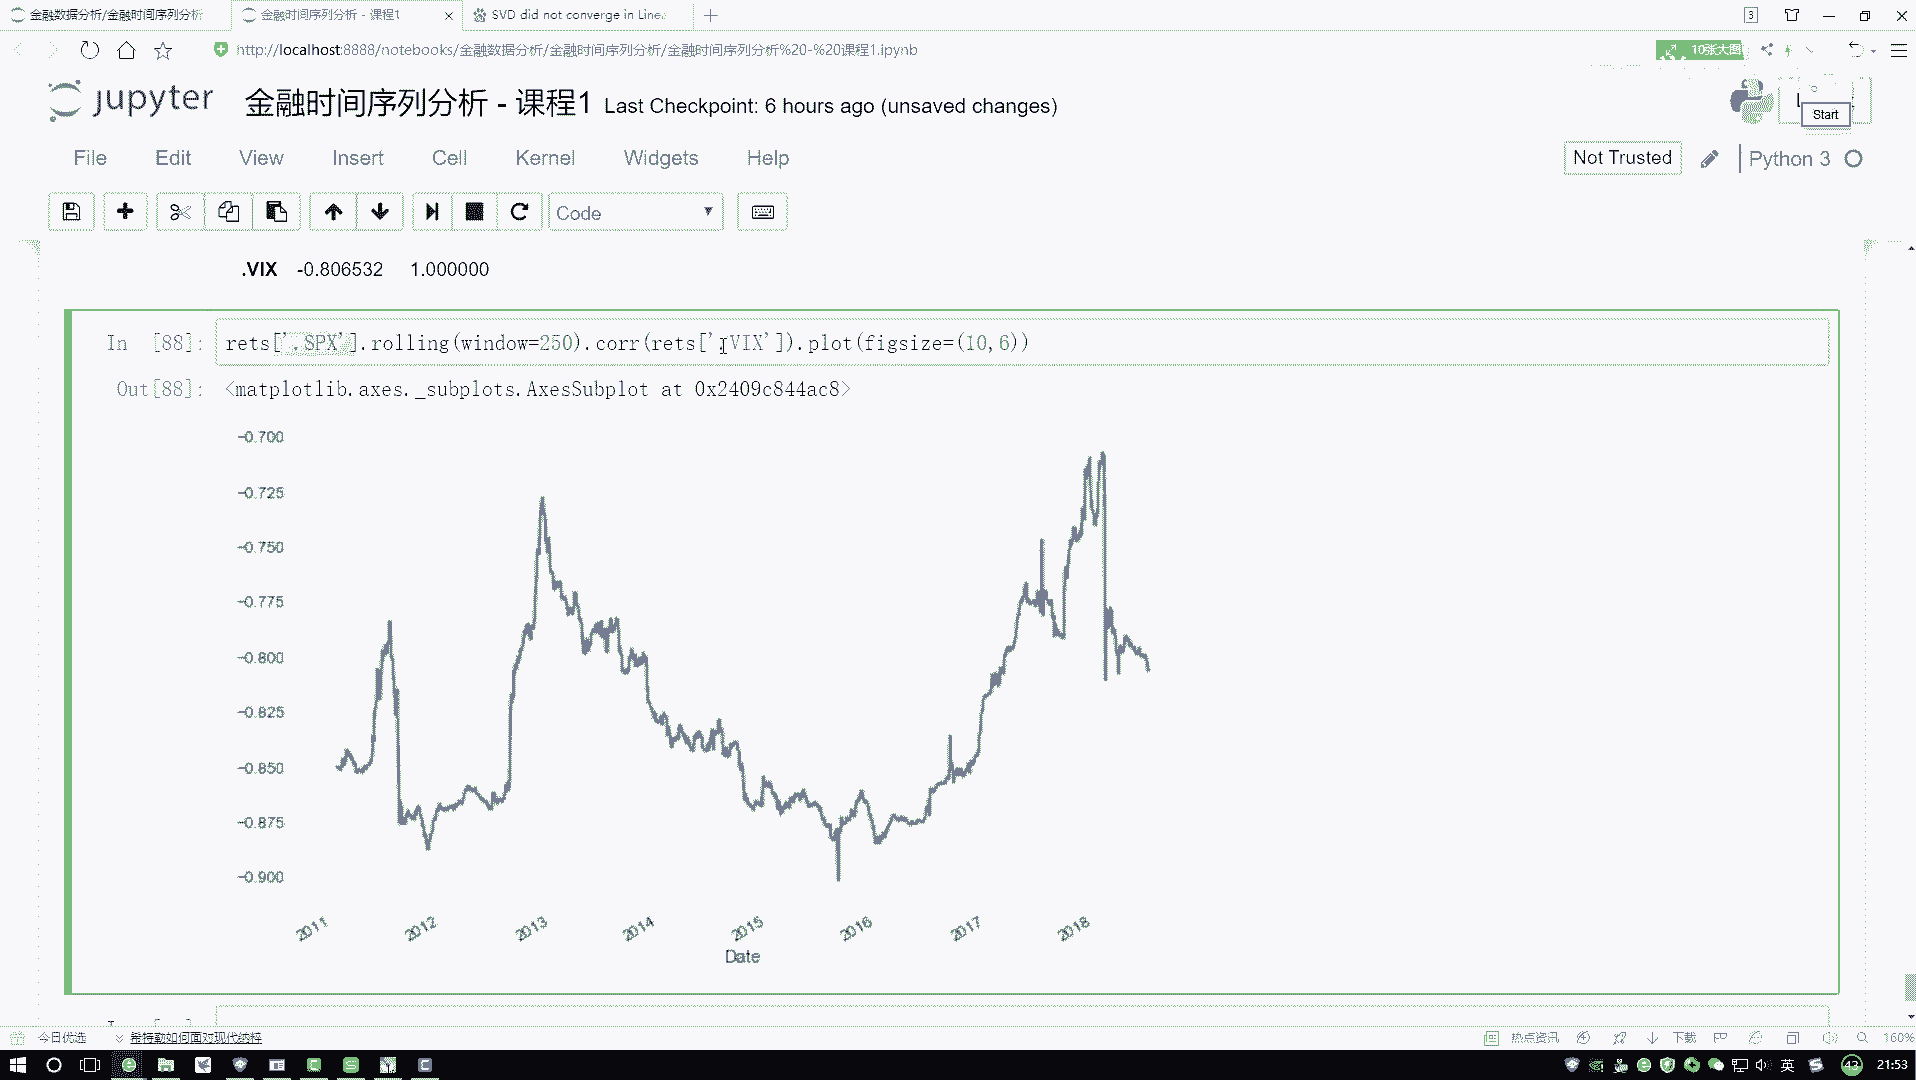 金融数据分析/金融时间序列分析
金融时间序列分析 - 课程1
SVD did not converge in Linea
3
http://localhost:8888/notebooks/金融数据分析/金融时间序列分析/金融时间序列分析%20-%20课程1.ipynb
10张大图
jupyter 金融时间序列分析 - 课程1 Last Checkpoint: 6 hours ago (unsaved changes)
Start
File Edit View Insert Cell Kernel Widgets Help
Not Trusted
Python 3
Code
.VIX -0.806532 1.000000
In [88]: rets['.SPX'].rolling(window=250).corr(rets['.VIX']).plot(figsize=(10,6))
Out[88]: <matplotlib.axes._subplots.AxesSubplot at 0x2409c844ac8>
−0.700
−0.725
−0.750
−0.775
−0.800
−0.825
−0.850
−0.875
−0.900
2011 2012 2013 2014 2015 2016 2017 2018
Date
今日优选 希特勒如何面对现代纳粹
热点资讯 下载 160%
英 43 21:53